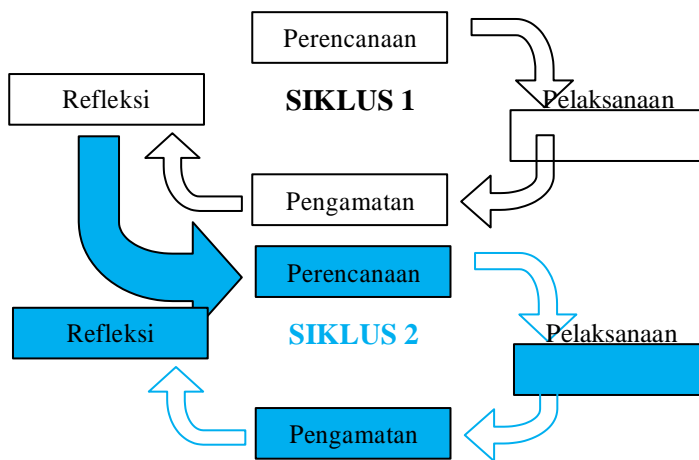 Perencanaan
Refleksi
SIKLUS 1
Pelaksanaan
Pengamatan
Perencanaan
Refleksi
SIKLUS 2
Pelaksanaan
Pengamatan